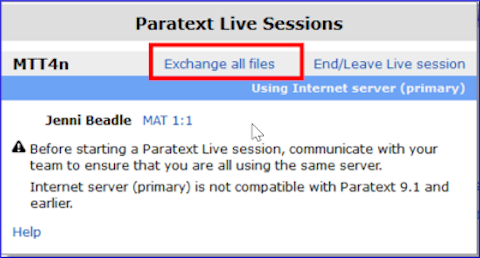 Paratext Live Sessions
MTT4n Exchange all files End/Leave Live session
Using Internet server (primary)
Jenni Beadle MAT 1:1
Before starting a Paratext Live session, communicate with your
team to ensure that you are all using the same server.
Internet server (primary) is not compatible with Paratext 9.1 and
earlier.
Help